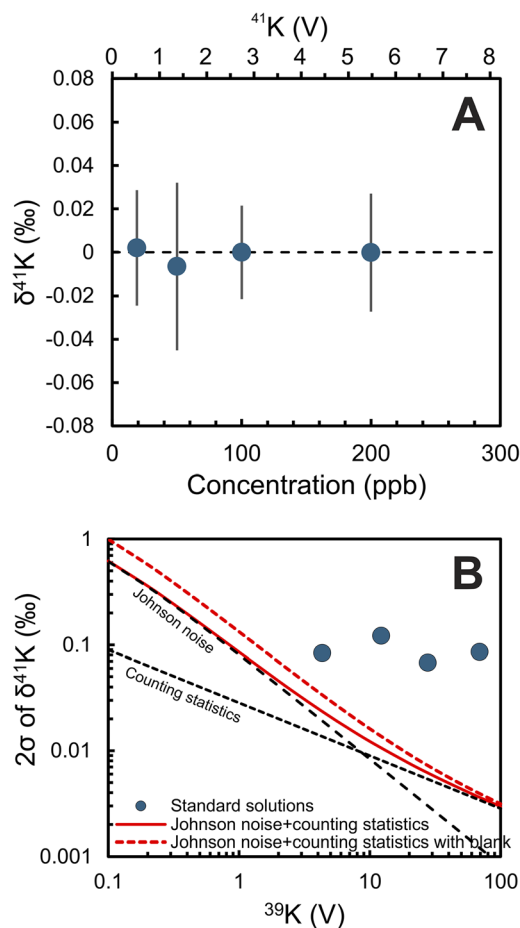 ⁴¹K (V)
0 1 2 3 4 5 6 7 8
A
0.08
0.06
0.04
0.02
0
-0.02
-0.04
-0.06
-0.08
δ⁴¹K (‰)
0 100 200 300
Concentration (ppb)
B
1
0.1
0.01
0.001
2σ of δ⁴¹K (‰)
Johnson noise
Counting statistics
Standard solutions
Johnson noise+counting statistics
Johnson noise+counting statistics with blank
0.1 1 10 100
³⁹K (V)